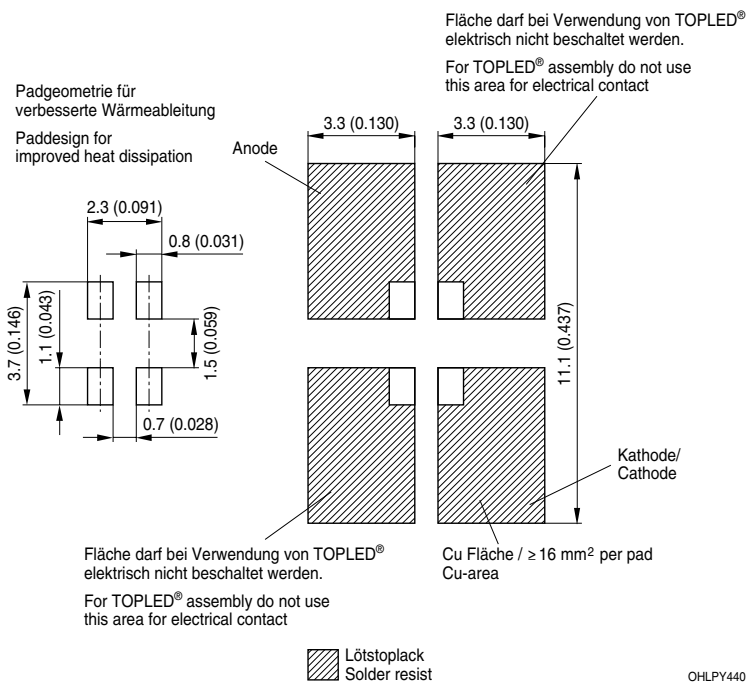 Fläche darf bei Verwendung von TOPLED®
elektrisch nicht beschaltet werden.
For TOPLED® assembly do not use
this area for electrical contact
Padgeometrie für
verbesserte Wärmeableitung
Paddesign for
improved heat dissipation
Anode
3.3 (0.130)
3.3 (0.130)
2.3 (0.091)
0.8 (0.031)
3.7 (0.146)
1.1 (0.043)
1.5 (0.059)
0.7 (0.028)
11.1 (0.437)
Kathode/
Cathode
Fläche darf bei Verwendung von TOPLED®
elektrisch nicht beschaltet werden.
For TOPLED® assembly do not use
this area for electrical contact
Cu Fläche / ≥ 16 mm² per pad
Cu-area
Lötstoplack
Solder resist
OHLPY440